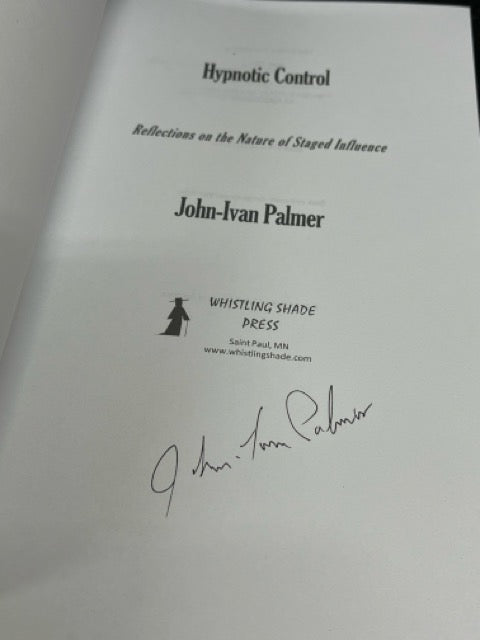 Hypnotic Control
Reflections on the Nature of Staged Influence
John-Ivan Palmer
WHISTLING SHADE
PRESS
Saint Paul, MN
www.whistlingshade.com
John-Ivan Palmer